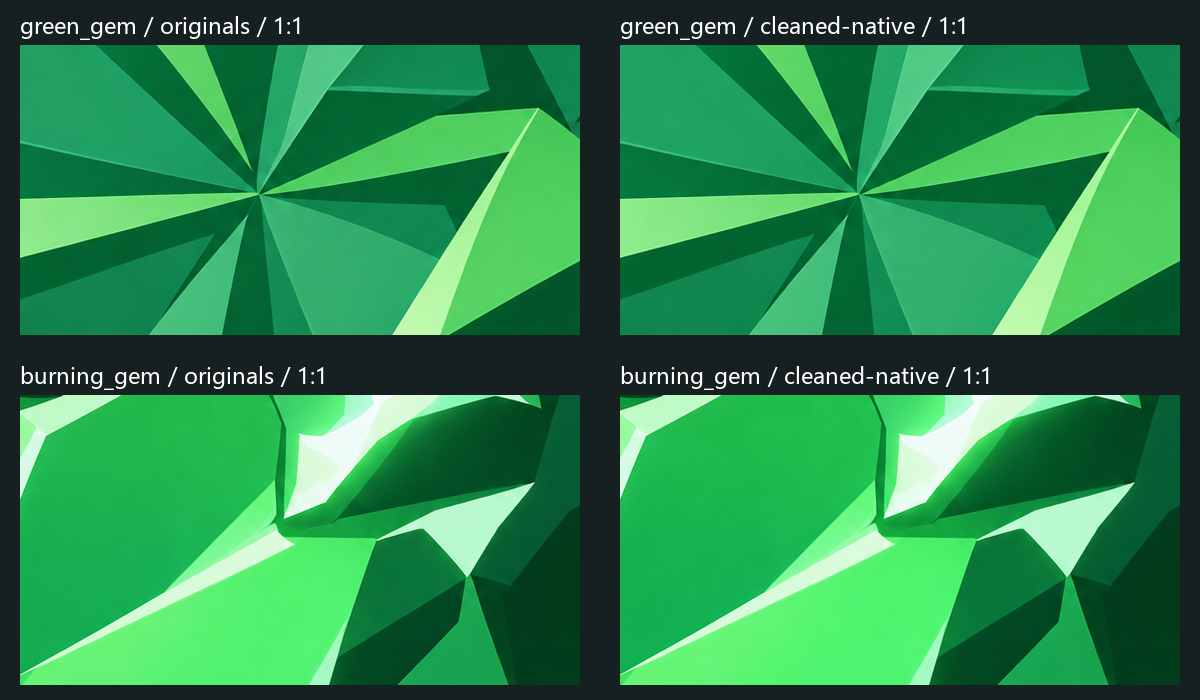 green_gem / originals / 1:1
green_gem / cleaned-native / 1:1
burning_gem / originals / 1:1
burning_gem / cleaned-native / 1:1